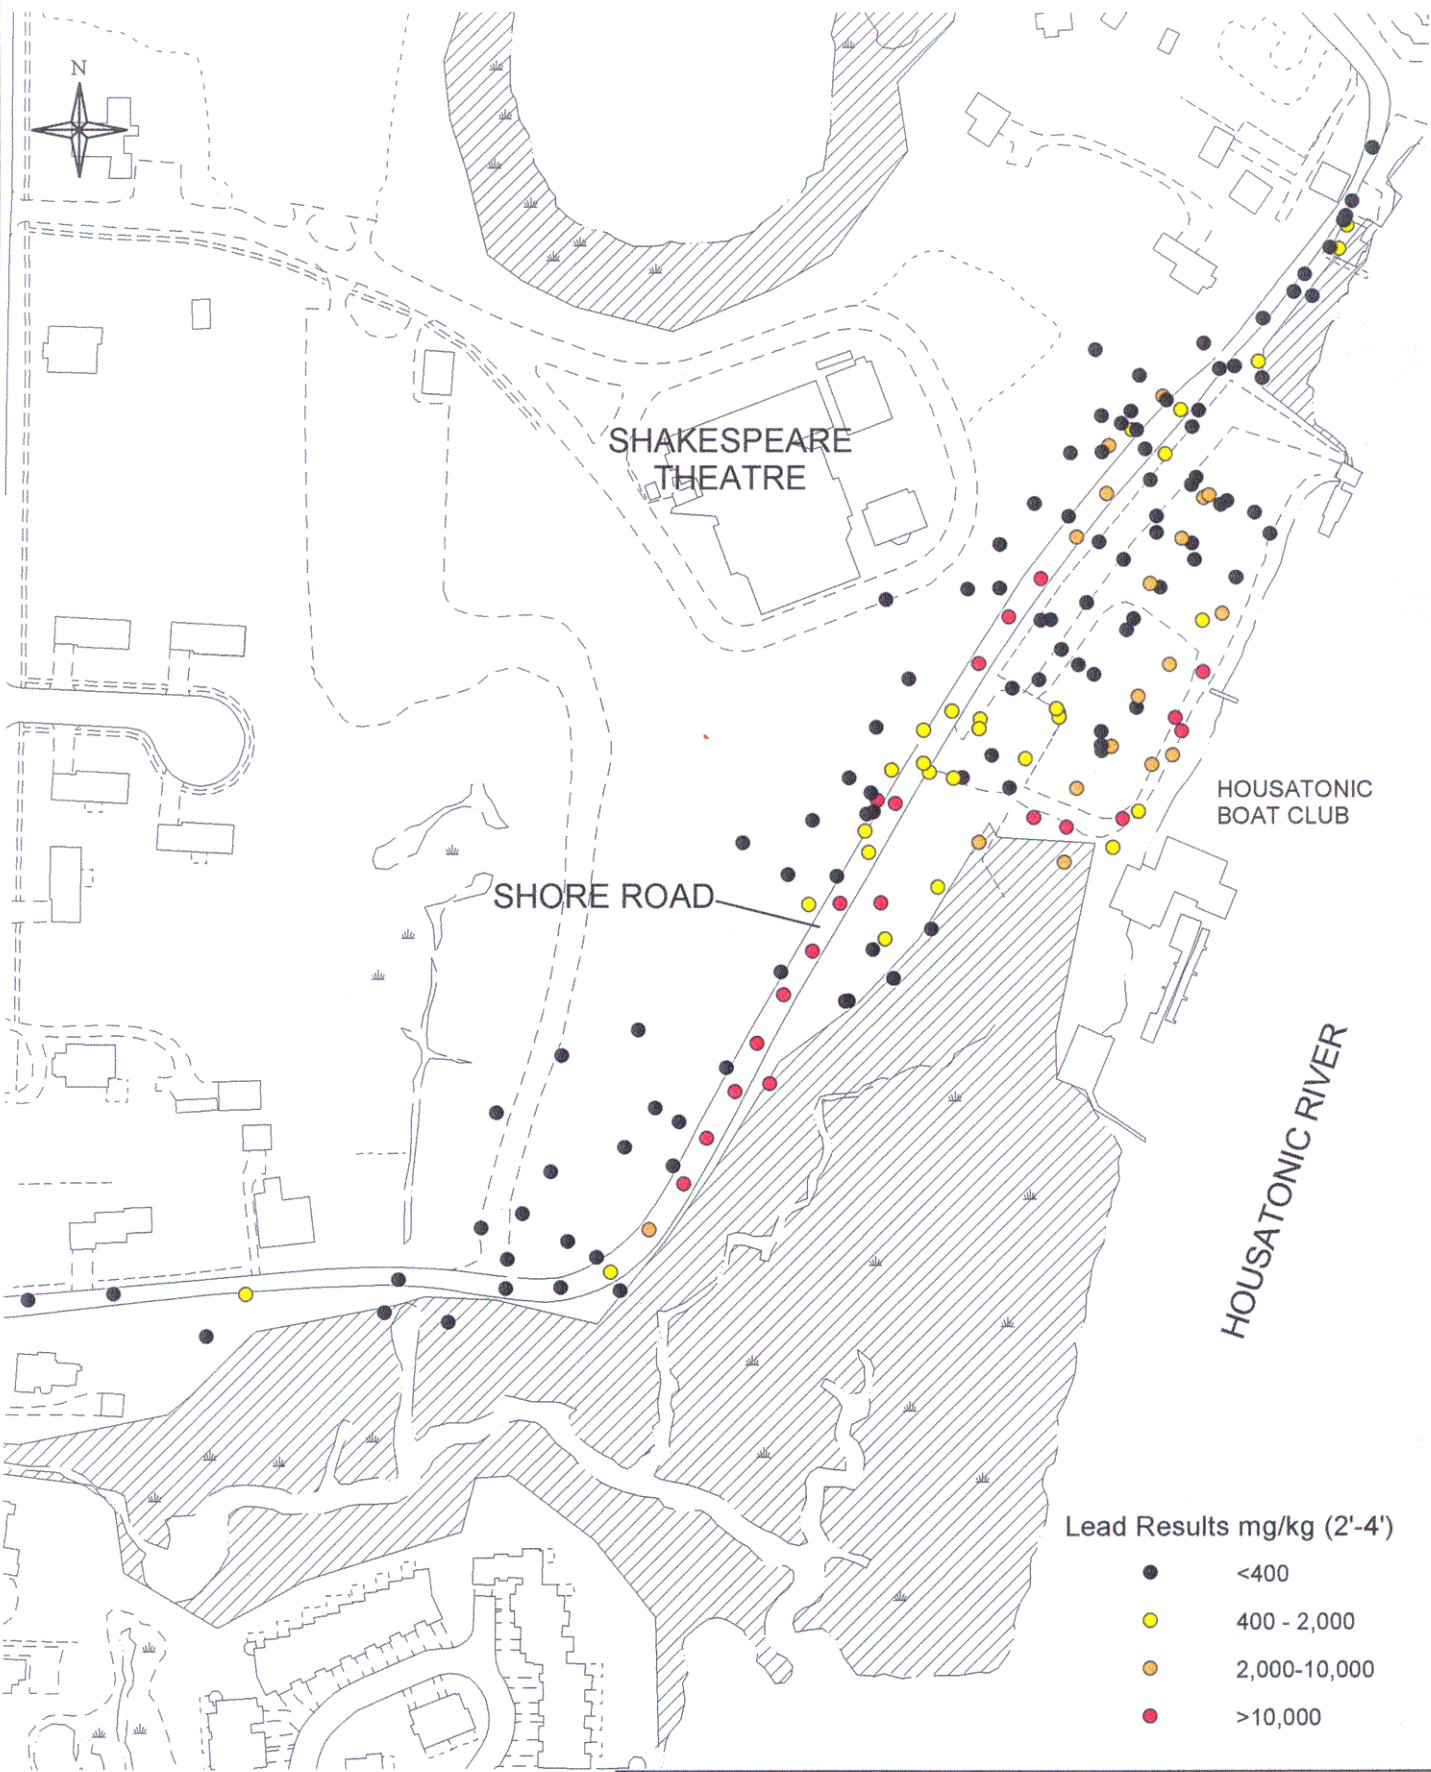 N
SHAKESPEARE
THEATRE
HOUSATONIC
BOAT CLUB
SHORE ROAD
HOUSATONIC RIVER
Lead Results mg/kg (2'-4')
<400
400 - 2,000
2,000-10,000
>10,000